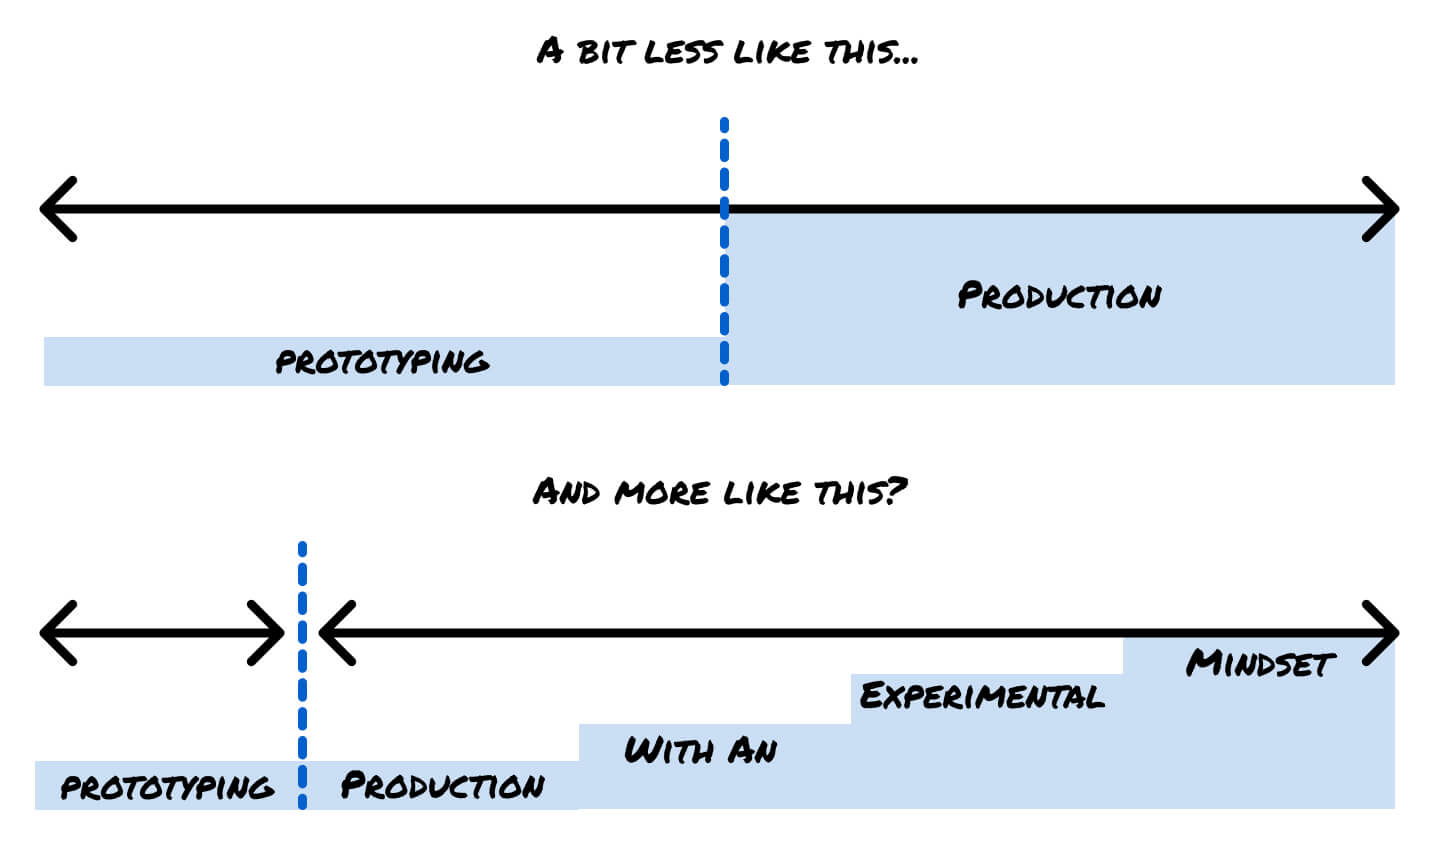 A bit less like this...
Production
prototyping
And more like this?
Mindset
Experimental
With An
prototyping Production